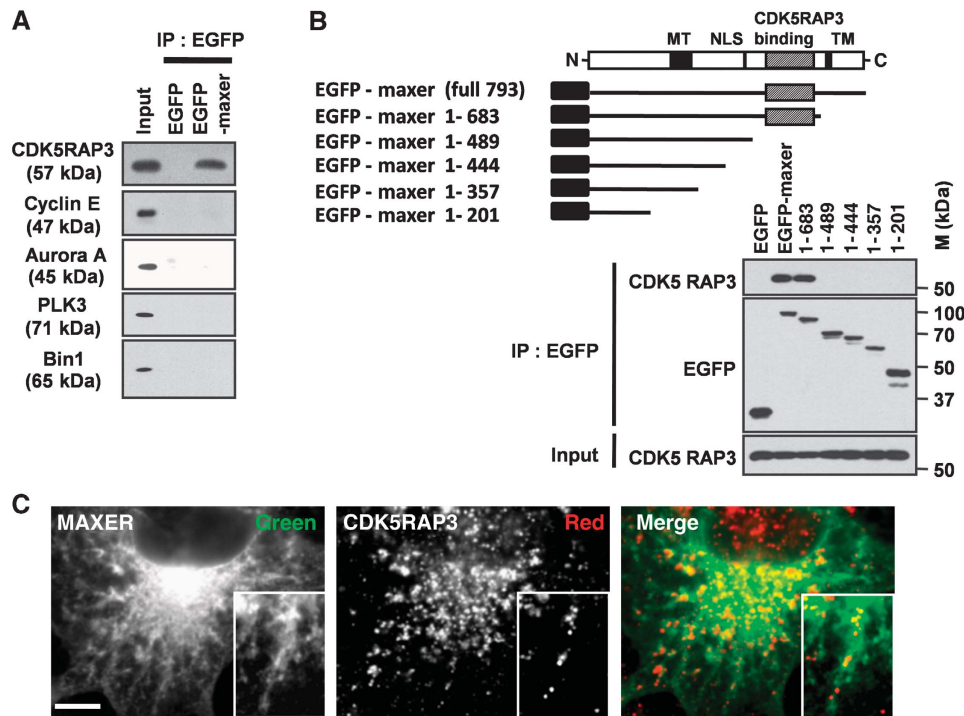 A
IP : EGFP
Input
EGFP
EGFP
-maxer
CDK5RAP3
(57 kDa)
Cyclin E
(47 kDa)
Aurora A
(45 kDa)
PLK3
(71 kDa)
Bin1
(65 kDa)
B
CDK5RAP3
MT NLS binding TM
N C
EGFP - maxer (full 793)
EGFP - maxer 1- 683
EGFP - maxer 1- 489
EGFP - maxer 1- 444
EGFP - maxer 1- 357
EGFP - maxer 1- 201
EGFP
EGFP-maxer
1-683
1-489
1-444
1-357
1-201
M (kDa)
IP : EGFP
CDK5 RAP3
50
EGFP
100
70
50
37
Input
CDK5 RAP3
50
C
MAXER Green
CDK5RAP3 Red
Merge